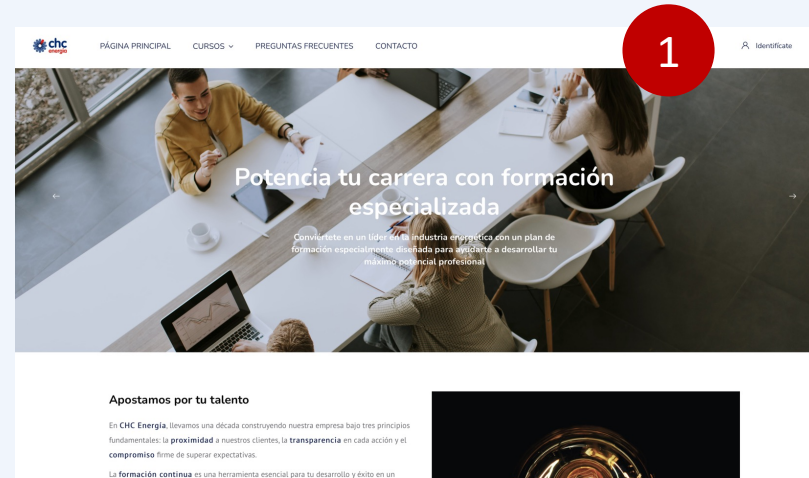 chc
energía
PÁGINA PRINCIPAL
CURSOS
PREGUNTAS FRECUENTES
CONTACTO
1
Identifícate
Potencia tu carrera con formación
especializada
Conviértete en un líder en la industria energética con un plan de
formación especialmente diseñada para ayudarte a desarrollar tu
máximo potencial profesional
Apostamos por tu talento
En CHC Energía, llevamos una década construyendo nuestra empresa bajo tres principios
fundamentales: la proximidad a nuestros clientes, la transparencia en cada acción y el
compromiso firme de superar expectativas.
La formación continua es una herramienta esencial para tu desarrollo y éxito en un